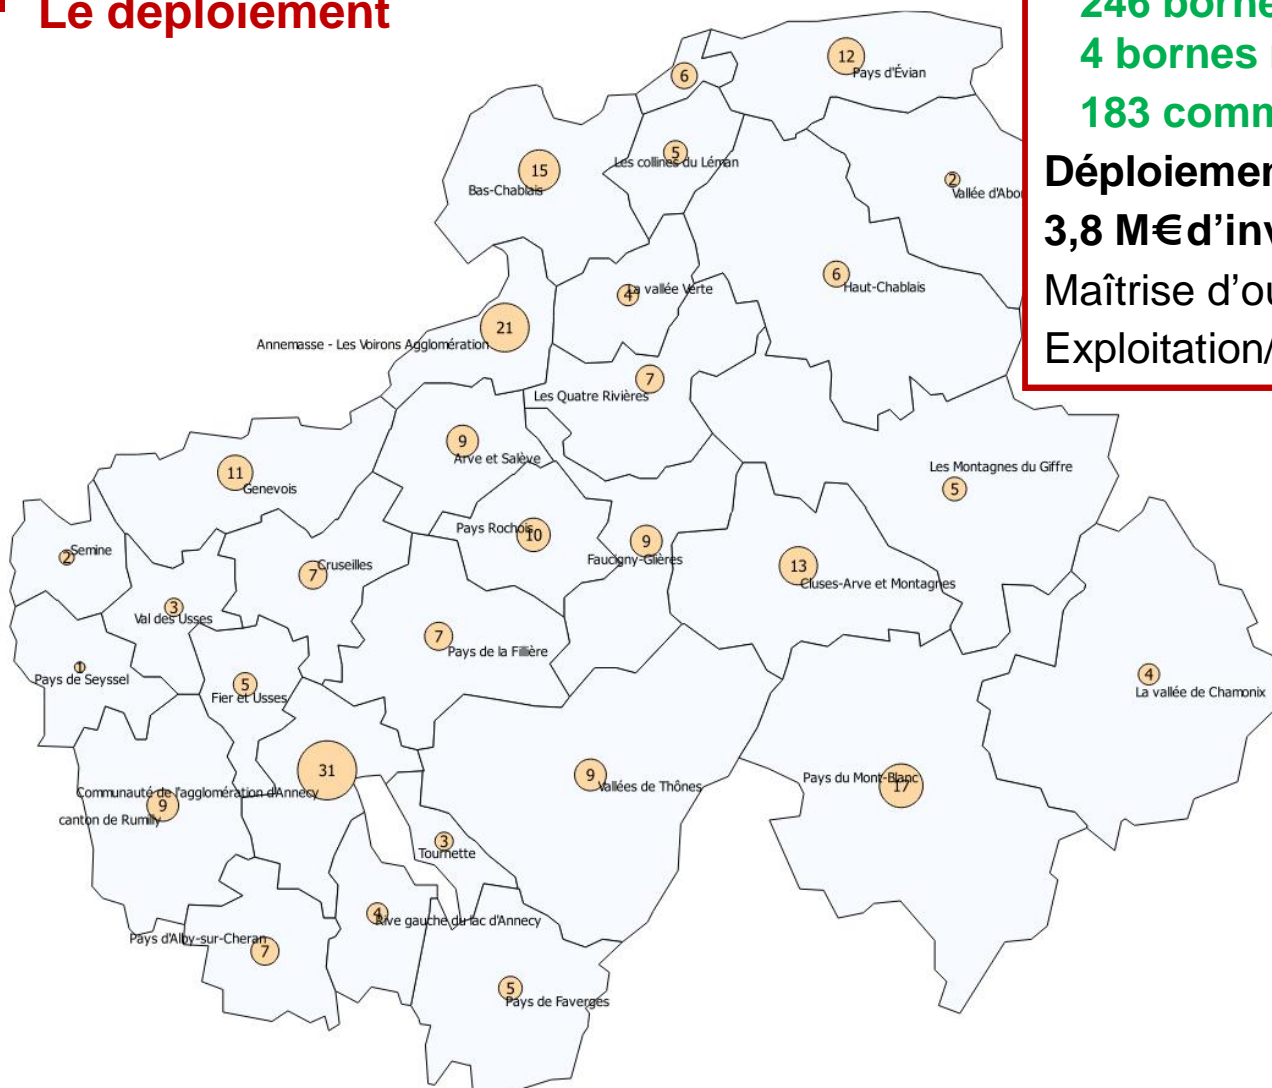 Le déploiement
246 borne
4 bornes
183 comm
Déploiemen
3,8 M€ d'inv
Maîtrise d'ou
Exploitation/
12
Pays d'Évian
6
5
Les collines du Léman
15
Bas-Chablais
2
Vallée d'Abon
6
Haut-Chablais
4
La vallée Verte
21
Annemasse - Les Voirons Agglomération
7
Les Quatre Rivières
9
Arve et Salève
11
Genevois
Les Montagnes du Giffre
5
Pays Rochois
10
9
Faucigny-Glières
13
Cluses-Arve et Montagnes
Semine
2
Cruseilles
7
3
Val des Usses
7
Pays de la Fillière
1
Pays de Seyssel
5
Fier et Usses
4
La vallée de Chamonix
31
Communauté de l'agglomération d'Annecy
9
canton de Rumilly
9
Vallées de Thônes
Pays du Mont-Blanc
17
3
Tournette
4
Rive gauche du lac d'Annecy
Pays d'Alby-sur-Cheran
7
5
Pays de Faverges